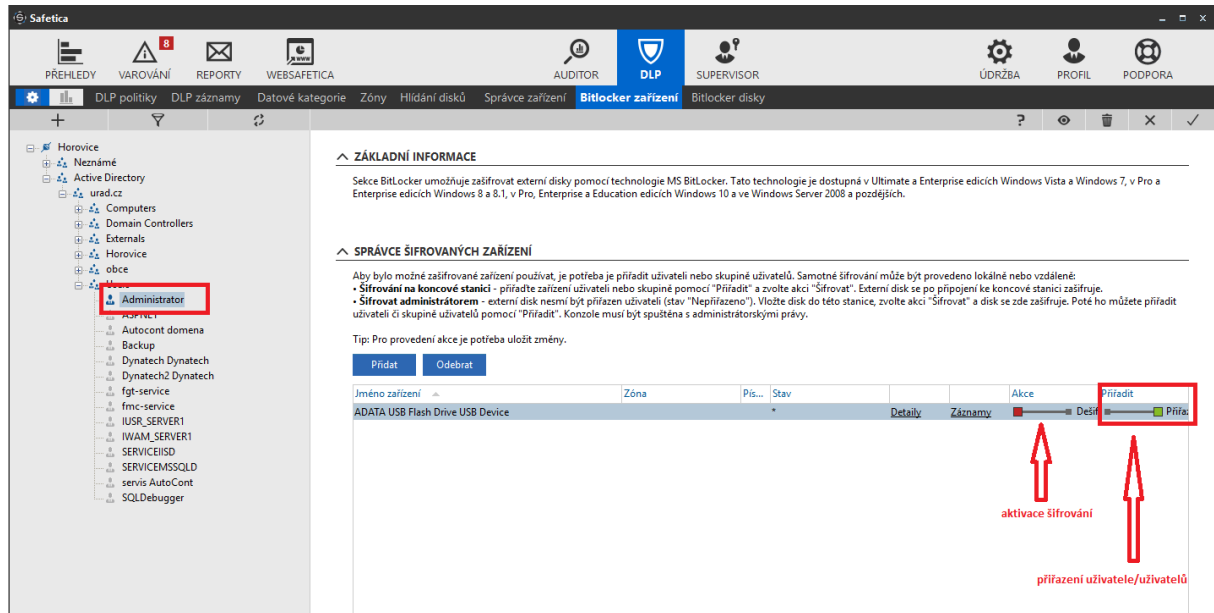 Safetica
8
PŘEHLEDY VAROVÁNÍ REPORTY WEBSAFETICA AUDITOR DLP SUPERVISOR ÚDRŽBA PROFIL PODPORA
DLP politiky DLP záznamy Datové kategorie Zóny Hlídání disků Správce zařízení Bitlocker zařízení Bitlocker disky
Horovice
Neznámé
Active Directory
urad.cz
Computers
Domain Controllers
Externals
Horovice
obce
Users
Administrator
ASPNET
Autocont domena
Backup
Dynatech Dynatech
Dynatech2 Dynatech
fgt-service
fmc-service
IUSR_SERVER1
IWAM_SERVER1
SERVICEIISD
SERVICEMSSQLD
servis AutoCont
SQLDebugger
ZÁKLADNÍ INFORMACE
Sekce BitLocker umožňuje zašifrovat externí disky pomocí technologie MS BitLocker. Tato technologie je dostupná v Ultimate a Enterprise edicích Windows Vista a Windows 7, v Pro a
Enterprise edicích Windows 8 a 8.1, v Pro, Enterprise a Education edicích Windows 10 a ve Windows Server 2008 a pozdějších.
SPRÁVCE ŠIFROVANÝCH ZAŘÍZENÍ
Aby bylo možné zašifrované zařízení používat, je potřeba je přiřadit uživateli nebo skupině uživatelů. Samotné šifrování může být provedeno lokálně nebo vzdáleně:
• Šifrování na koncové stanici - přiřaďte zařízení uživateli nebo skupině pomocí "Přiřadit" a zvolte akci "Šifrovat". Externí disk se po připojení ke koncové stanici zašifruje.
• Šifrovat administrátorem - externí disk nesmí být přiřazen uživateli (stav "Nepřiřazeno"). Vložte disk do této stanice, zvolte akci "Šifrovat" a disk se zde zašifruje. Poté ho můžete přiřadit
uživateli či skupině uživatelů pomocí "Přiřadit". Konzole musí být spuštěna s administrátorskými právy.
Tip: Pro provedení akce je potřeba uložit změny.
Přidat Odebrat
Jméno zařízení Zóna Pís... Stav Akce Přiřadit
ADATA USB Flash Drive USB Device * Detaily Záznamy Dešif Přiřa
aktivace šifrování
přiřazení uživatele/uživatelů